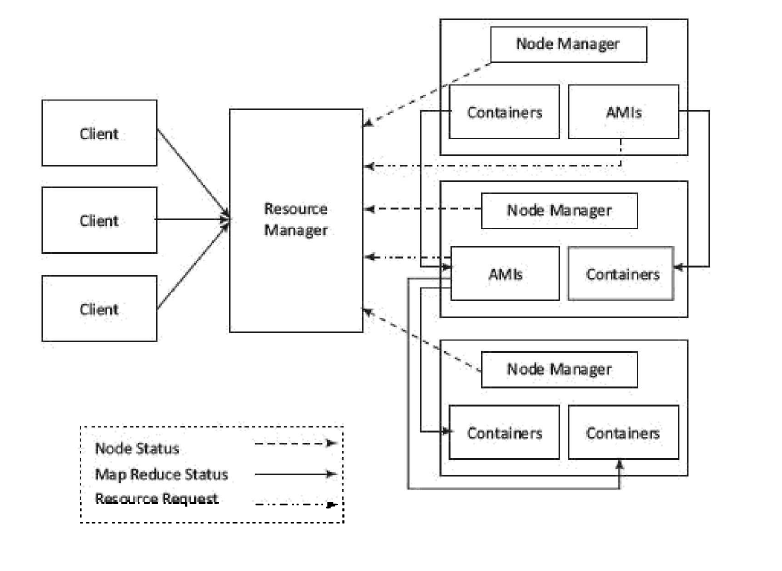 Node Manager
Containers
AMIs
Client
Client
Client
Resource
Manager
Node Manager
AMIs
Containers
Node Manager
Containers
Containers
Node Status
Map Reduce Status
Resource Request